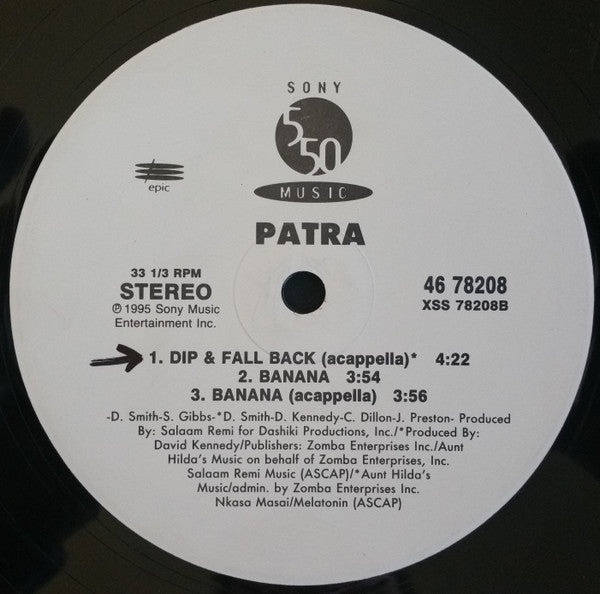 SONY
550
MUSIC
epic
PATRA
33 1/3 RPM
STEREO
℗ 1995 Sony Music
Entertainment Inc.
46 78208
XSS 78208B
1. DIP & FALL BACK (acappella)* 4:22
2. BANANA 3:54
3. BANANA (acappella) 3:56
-D. Smith-S. Gibbs-*D. Smith-D. Kennedy-C. Dillon-J. Preston- Produced
By: Salaam Remi for Dashiki Productions, Inc./*Produced By:
David Kennedy/Publishers: Zomba Enterprises Inc./Aunt
Hilda's Music on behalf of Zomba Enterprises, Inc.
Salaam Remi Music (ASCAP)/*Aunt Hilda's
Music/admin. by Zomba Enterprises Inc.
Nkasa Masai/Melatonin (ASCAP)